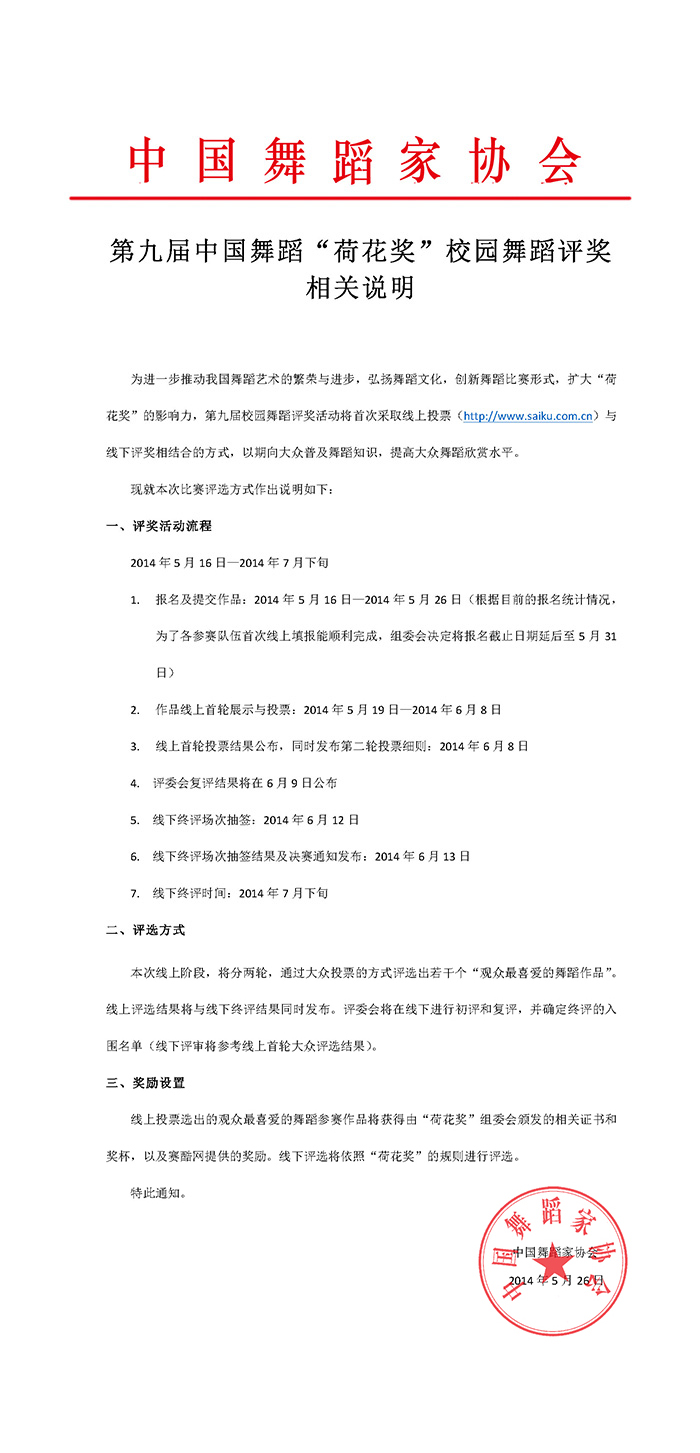 中国舞蹈家协会
第九届中国舞蹈“荷花奖”校园舞蹈评奖
相关说明
为进一步推动我国舞蹈艺术的繁荣与进步，弘扬舞蹈文化，创新舞蹈比赛形式，扩大“荷
花奖”的影响力，第九届校园舞蹈评奖活动将首次采取线上投票（http://www.saiku.com.cn）与
线下评奖相结合的方式，以期向大众普及舞蹈知识，提高大众舞蹈欣赏水平。
现就本次比赛评选方式作出说明如下：
一、评奖活动流程
2014 年 5 月 16 日—2014 年 7 月下旬
1. 报名及提交作品：2014 年 5 月 16 日—2014 年 5 月 26 日（根据目前的报名统计情况，
为了各参赛队伍首次线上填报能顺利完成，组委会决定将报名截止日期延后至 5 月 31
日）
2. 作品线上首轮展示与投票：2014 年 5 月 19 日—2014 年 6 月 8 日
3. 线上首轮投票结果公布，同时发布第二轮投票细则：2014 年 6 月 8 日
4. 评委会复评结果将在 6 月 9 日公布
5. 线下终评场次抽签：2014 年 6 月 12 日
6. 线下终评场次抽签结果及决赛通知发布：2014 年 6 月 13 日
7. 线下终评时间：2014 年 7 月下旬
二、评选方式
本次线上阶段，将分两轮，通过大众投票的方式评选出若干个“观众最喜爱的舞蹈作品”。
线上评选结果将与线下终评结果同时发布。评委会将在线下进行初评和复评，并确定终评的入
围名单（线下评审将参考线上首轮大众评选结果）。
三、奖励设置
线上投票选出的观众最喜爱的舞蹈参赛作品将获得由“荷花奖”组委会颁发的相关证书和
奖杯，以及赛酷网提供的奖励。线下评选将依照“荷花奖”的规则进行评选。
特此通知。
中国舞蹈家协会
中国舞蹈家协会
2014 年 5 月 26 日